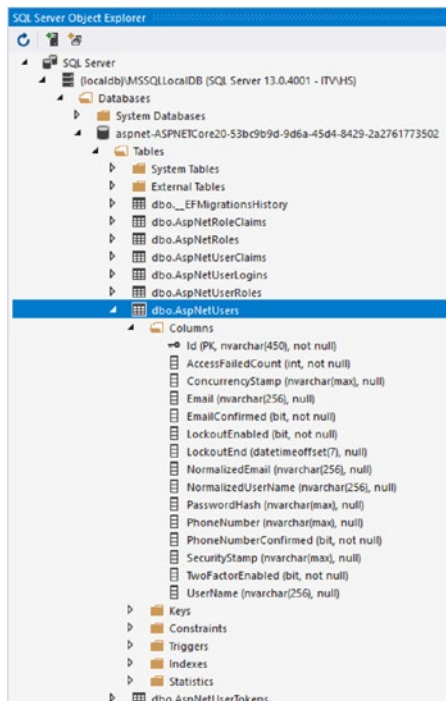 SQL Server Object Explorer
SQL Server
(localdb)\MSSQLLocalDB (SQL Server 13.0.4001 - ITV\HS)
Databases
System Databases
aspnet-ASPNETCore20-53bc9b9d-9d6a-45d4-8429-2a2761773502
Tables
System Tables
External Tables
dbo.__EFMigrationsHistory
dbo.AspNetRoleClaims
dbo.AspNetRoles
dbo.AspNetUserClaims
dbo.AspNetUserLogins
dbo.AspNetUserRoles
dbo.AspNetUsers
Columns
Id (PK, nvarchar(450), not null)
AccessFailedCount (int, not null)
ConcurrencyStamp (nvarchar(max), null)
Email (nvarchar(256), null)
EmailConfirmed (bit, not null)
LockoutEnabled (bit, not null)
LockoutEnd (datetimeoffset(7), null)
NormalizedEmail (nvarchar(256), null)
NormalizedUserName (nvarchar(256), null)
PasswordHash (nvarchar(max), null)
PhoneNumber (nvarchar(max), null)
PhoneNumberConfirmed (bit, not null)
SecurityStamp (nvarchar(max), null)
TwoFactorEnabled (bit, not null)
UserName (nvarchar(256), null)
Keys
Constraints
Triggers
Indexes
Statistics
dbo.AspNetUserTokens